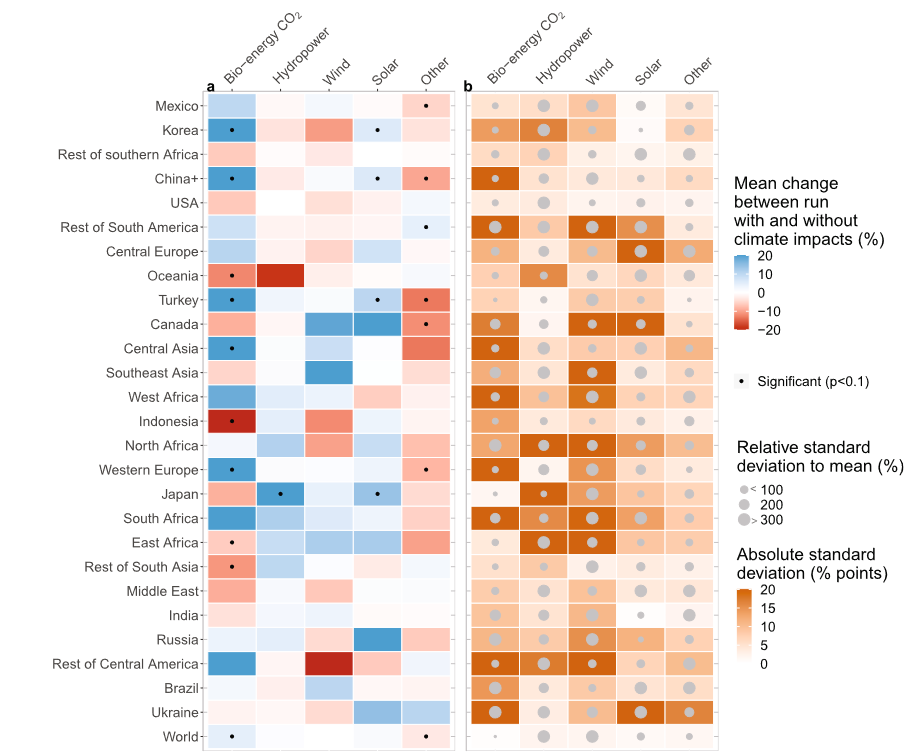 Bio−energy CO2
Hydropower
Wind
Solar
Other
Bio−energy CO2
Hydropower
Wind
Solar
Other
a
b
Mexico
Korea
Rest of southern Africa
China+
USA
Rest of South America
Central Europe
Oceania
Turkey
Canada
Central Asia
Southeast Asia
West Africa
Indonesia
North Africa
Western Europe
Japan
South Africa
East Africa
Rest of South Asia
Middle East
India
Russia
Rest of Central America
Brazil
Ukraine
World
Mean change
between run
with and without
climate impacts (%)
20
10
0
−10
−20
Significant (p<0.1)
Relative standard
deviation to mean (%)
< 100
200
> 300
Absolute standard
deviation (% points)
20
15
10
5
0